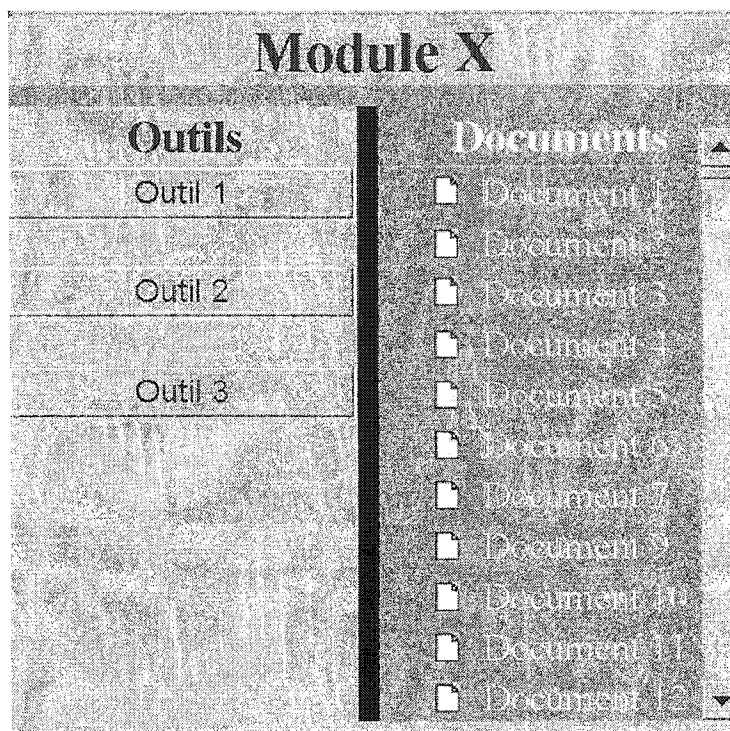 Module X
Outils
Outil 1
Outil 2
Outil 3
Documents
Document 1
Document 2
Document 3
Document 4
Document 5
Document 6
Document 7
Document 9
Document 10
Document 11
Document 12